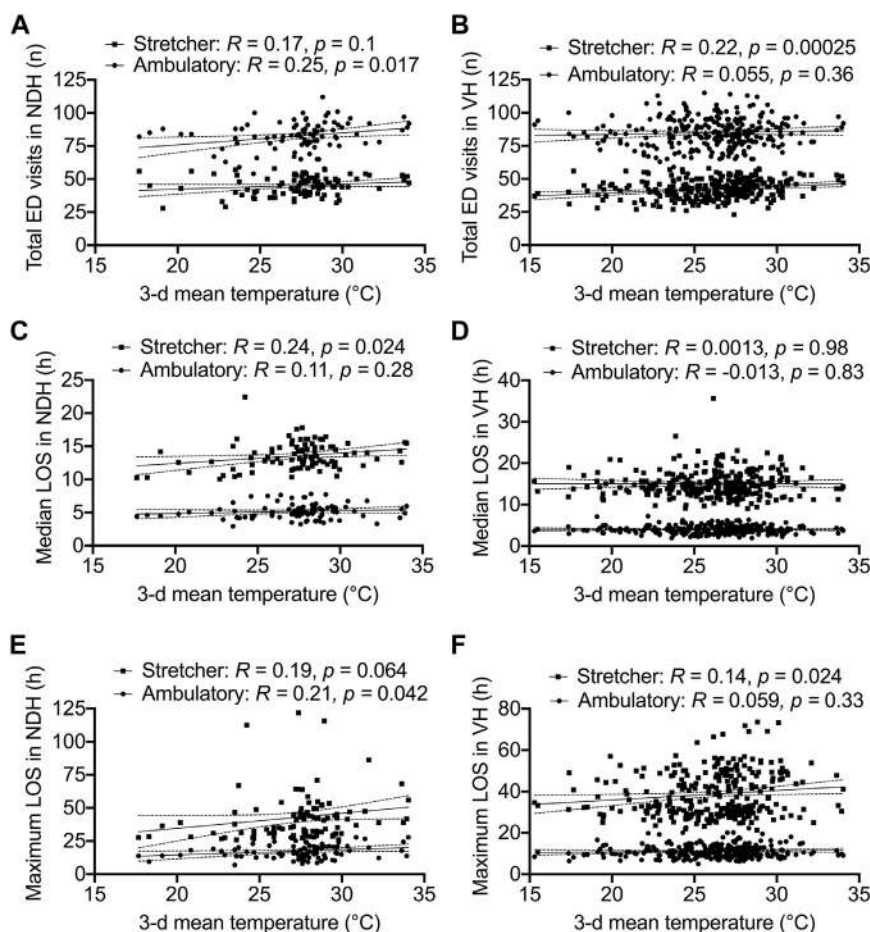 A
Stretcher: R = 0.17, p = 0.1
Ambulatory: R = 0.25, p = 0.017
Total ED visits in NDH (n)
125
100
75
50
25
0
15 20 25 30 35
3-d mean temperature (°C)
B
Stretcher: R = 0.22, p = 0.00025
Ambulatory: R = 0.055, p = 0.36
Total ED visits in VH (n)
125
100
75
50
25
0
15 20 25 30 35
3-d mean temperature (°C)
C
Stretcher: R = 0.24, p = 0.024
Ambulatory: R = 0.11, p = 0.28
Median LOS in NDH (h)
25
20
15
10
5
0
15 20 25 30 35
3-d mean temperature (°C)
D
Stretcher: R = 0.0013, p = 0.98
Ambulatory: R = -0.013, p = 0.83
Median LOS in VH (h)
40
30
20
10
0
15 20 25 30 35
3-d mean temperature (°C)
E
Stretcher: R = 0.19, p = 0.064
Ambulatory: R = 0.21, p = 0.042
Maximum LOS in NDH (h)
125
100
75
50
25
0
15 20 25 30 35
3-d mean temperature (°C)
F
Stretcher: R = 0.14, p = 0.024
Ambulatory: R = 0.059, p = 0.33
Maximum LOS in VH (h)
80
60
40
20
0
15 20 25 30 35
3-d mean temperature (°C)